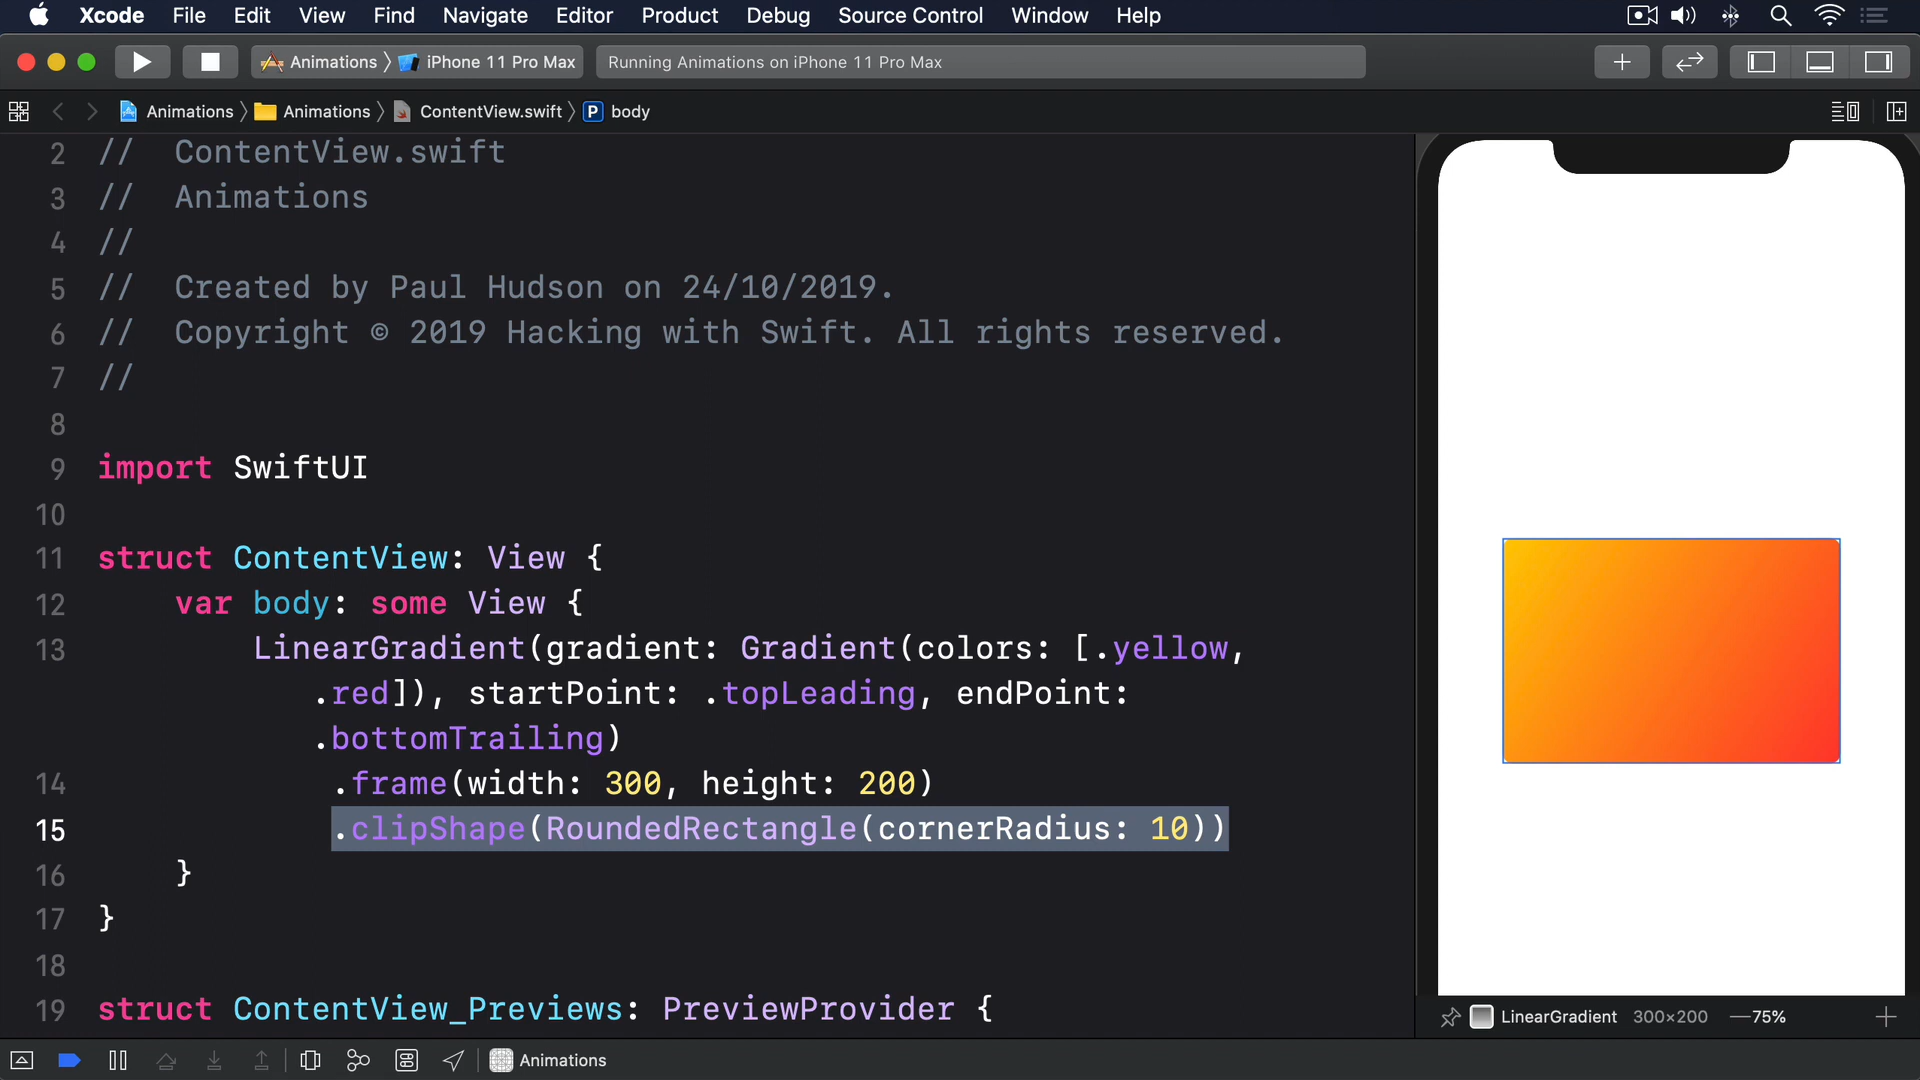 Xcode File Edit View Find Navigate Editor Product Debug Source Control Window Help
Animations iPhone 11 Pro Max Running Animations on iPhone 11 Pro Max
Animations Animations ContentView.swift P body
2 // ContentView.swift
3 // Animations
4 //
5 // Created by Paul Hudson on 24/10/2019.
6 // Copyright © 2019 Hacking with Swift. All rights reserved.
7 //
8
9 import SwiftUI
10
11 struct ContentView: View {
12 var body: some View {
13 LinearGradient(gradient: Gradient(colors: [.yellow,
.red]), startPoint: .topLeading, endPoint:
.bottomTrailing)
14 .frame(width: 300, height: 200)
15 .clipShape(RoundedRectangle(cornerRadius: 10))
16 }
17 }
18
19 struct ContentView_Previews: PreviewProvider {
LinearGradient 300×200 — 75% +
Animations